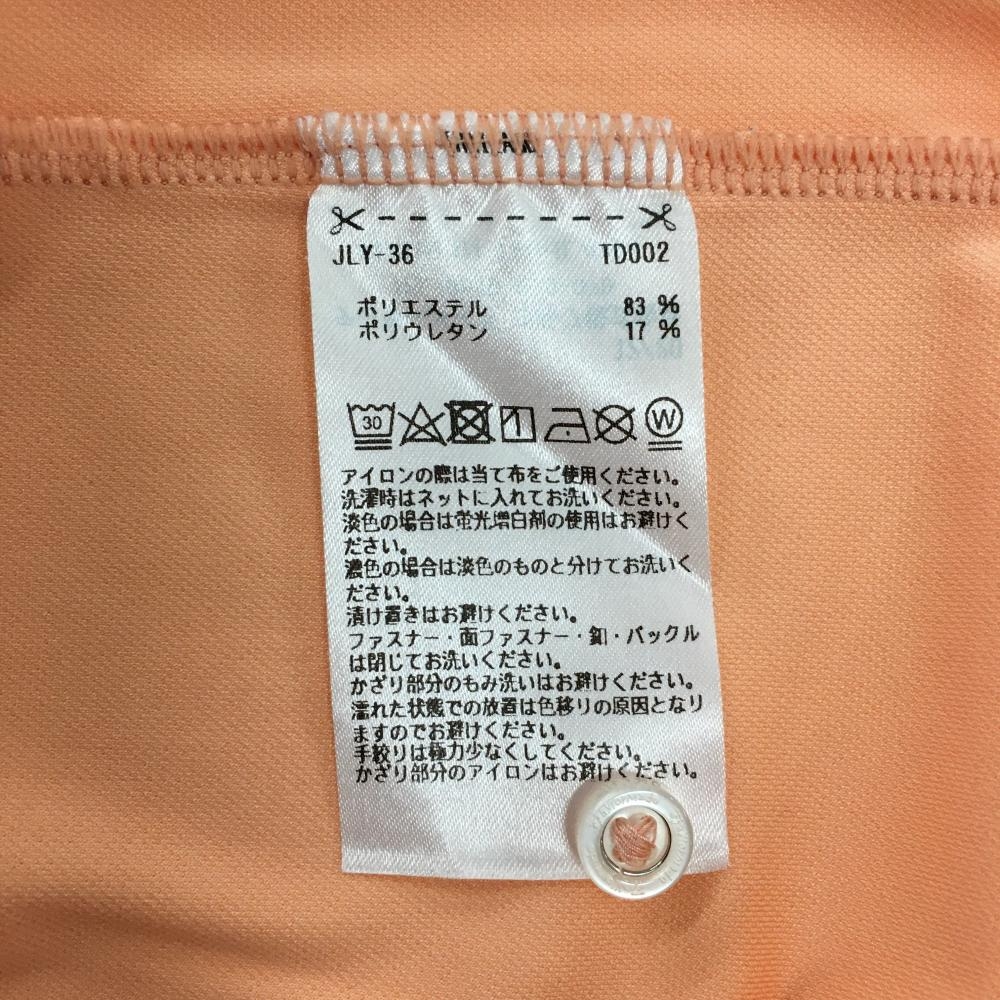 JLY-36 TD002
ポリエステル 83 %
ポリウレタン 17 %
30 W
アイロンの際は当て布をご使用ください。
洗濯時はネットに入れてお洗いください。
淡色の場合は蛍光増白剤の使用はお避けく
ださい。
濃色の場合は淡色のものと分けてお洗いく
ださい。
漬け置きはお避けください。
ファスナー・面ファスナー・釦・バックル
は閉じてお洗いください。
かざり部分のもみ洗いはお避けください。
濡れた状態での放置は色移りの原因となり
ますのでお避けください。
手絞りは極力少なくしてください。
かざり部分のアイロンはお避けください。